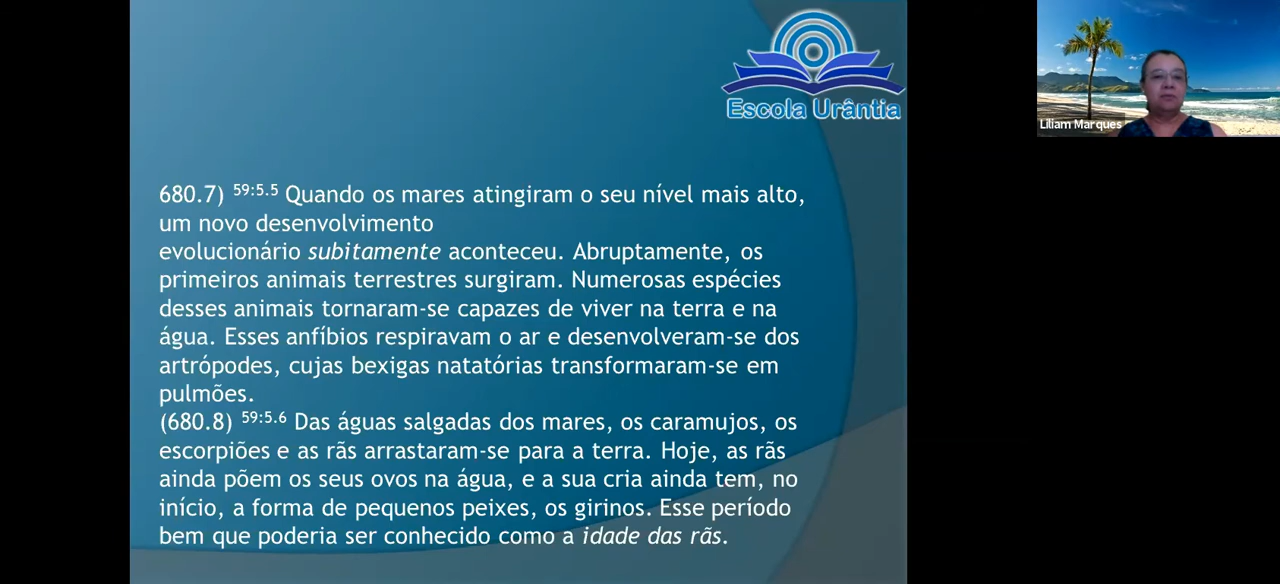 Escola Urântia
Liliam Marques
680.7) 59:5.5 Quando os mares atingiram o seu nível mais alto,
um novo desenvolvimento
evolucionário subitamente aconteceu. Abruptamente, os
primeiros animais terrestres surgiram. Numerosas espécies
desses animais tornaram-se capazes de viver na terra e na
água. Esses anfíbios respiravam o ar e desenvolveram-se dos
artrópodes, cujas bexigas natatórias transformaram-se em
pulmões.
(680.8) 59:5.6 Das águas salgadas dos mares, os caramujos, os
escorpiões e as rãs arrastaram-se para a terra. Hoje, as rãs
ainda põem os seus ovos na água, e a sua cria ainda tem, no
início, a forma de pequenos peixes, os girinos. Esse período
bem que poderia ser conhecido como a idade das rãs.